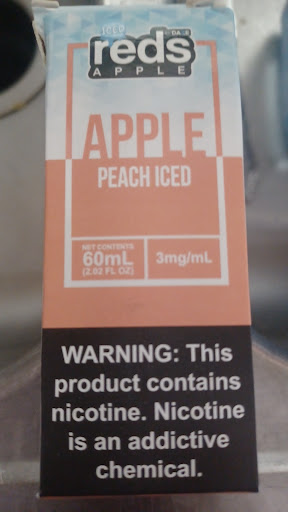 ICED
reds
APPLE
APPLE
PEACH ICED
NET CONTENTS
60mL
(2.02 FL OZ)
3mg/mL
WARNING: This
product contains
nicotine. Nicotine
is an addictive
chemical.